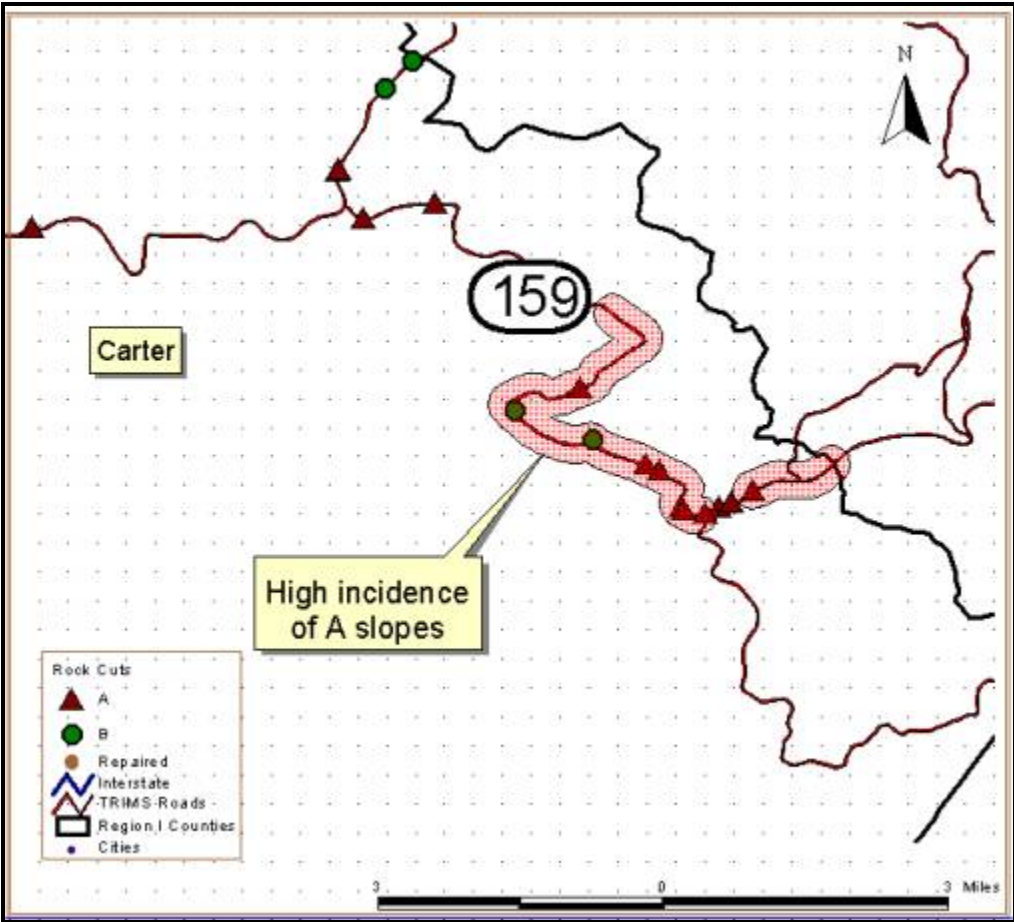 N
159
Carter
High incidence
of A slopes
Rock Cuts
A
B
Repaired
Interstate
TRIMS-Roads
Region I Counties
Cities
3 0 3 Miles